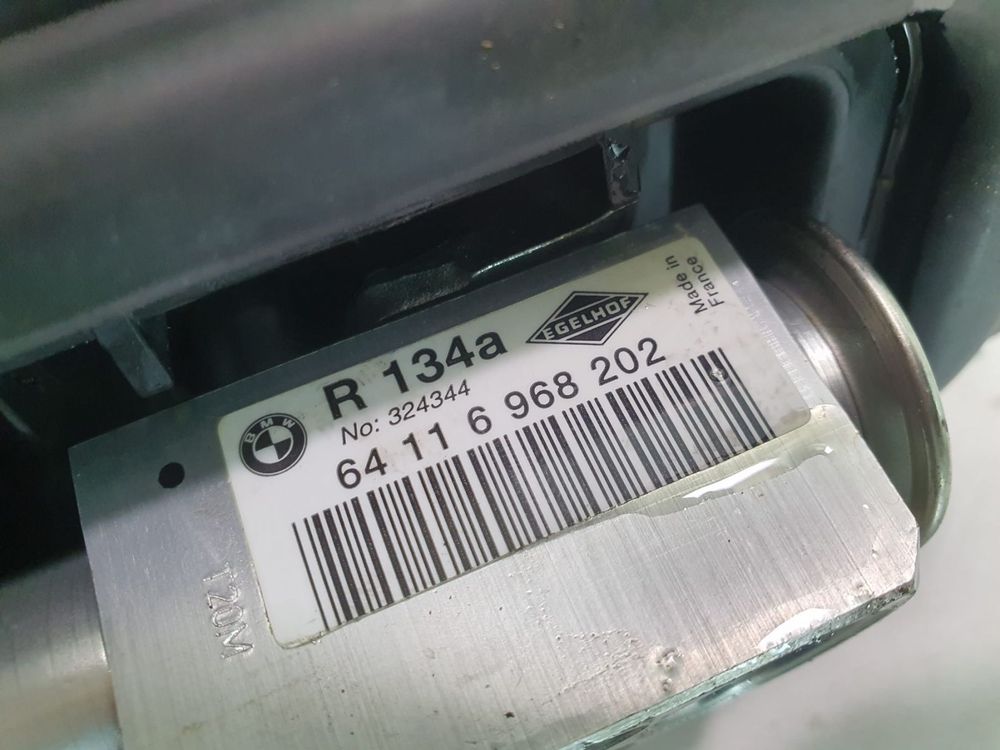 R 134a
EGELHOF
Made in
France
BMW
No: 324344
64 11 6 968 202
T20M